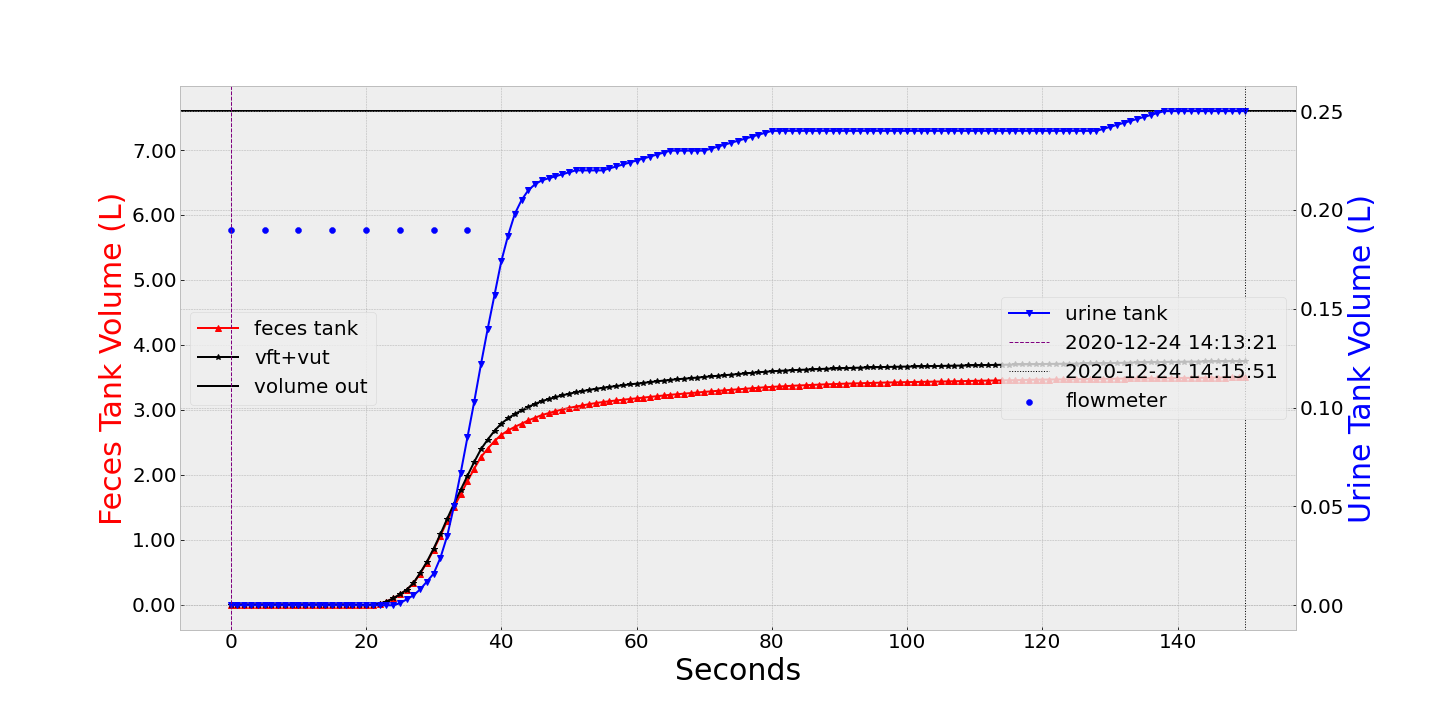 Feces Tank Volume (L)
7.00
6.00
5.00
4.00
3.00
2.00
1.00
0.00
feces tank
vft+vut
volume out
urine tank
2020-12-24 14:13:21
2020-12-24 14:15:51
flowmeter
0.25
0.20
0.15
0.10
0.05
0.00
Urine Tank Volume (L)
0 20 40 60 80 100 120 140
Seconds